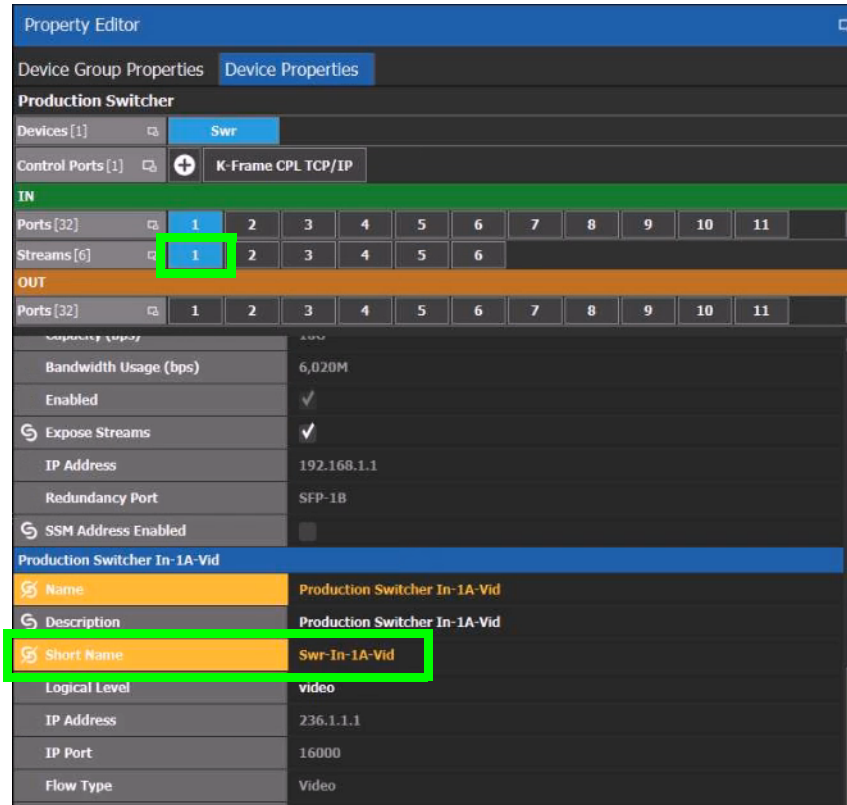 Property Editor
Device Group Properties Device Properties
Production Switcher
Devices [1] Swr
Control Ports [1] K-Frame CPL TCP/IP
IN
Ports [32] 1 2 3 4 5 6 7 8 9 10 11
Streams [6] 1 2 3 4 5 6
OUT
Ports [32] 1 2 3 4 5 6 7 8 9 10 11
Capacity (bps) 10G
Bandwidth Usage (bps) 6,020M
Enabled
Expose Streams
IP Address 192.168.1.1
Redundancy Port SFP-1B
SSM Address Enabled
Production Switcher In-1A-Vid
Name Production Switcher In-1A-Vid
Description Production Switcher In-1A-Vid
Short Name Swr-In-1A-Vid
Logical Level video
IP Address 236.1.1.1
IP Port 16000
Flow Type Video